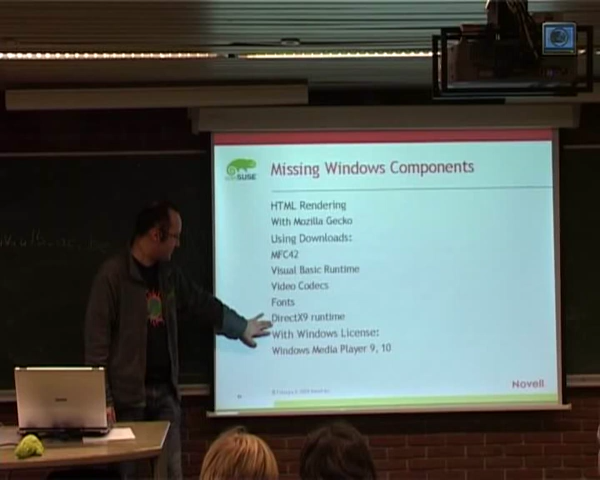 Missing Windows Components
SUSE
HTML Rendering
With Mozilla Gecko
Using Downloads:
MFC42
Visual Basic Runtime
Video Codecs
Fonts
DirectX9 runtime
With Windows License:
Windows Media Player 9, 10
Novell